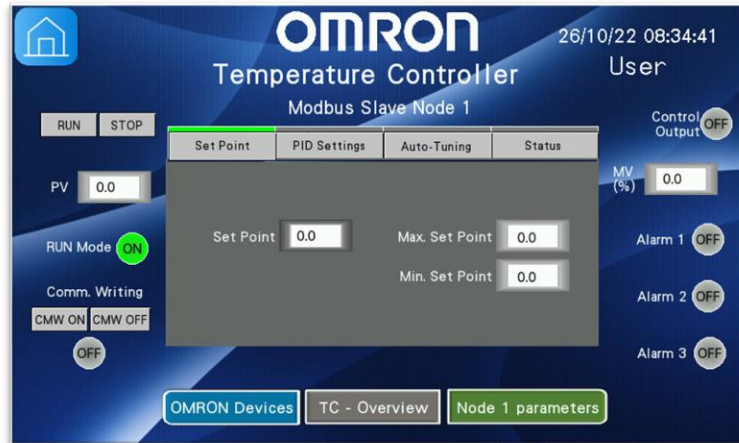 OMRON
26/10/22 08:34:41
Temperature Controller
User
Modbus Slave Node 1
RUN STOP
Control
Output OFF
Set Point PID Settings Auto-Tuning Status
PV 0.0
MV
(%) 0.0
Set Point 0.0 Max. Set Point 0.0
RUN Mode ON
Alarm 1 OFF
Min. Set Point 0.0
Comm. Writing
CMW ON CMW OFF
Alarm 2 OFF
OFF
Alarm 3 OFF
OMRON Devices TC - Overview Node 1 parameters